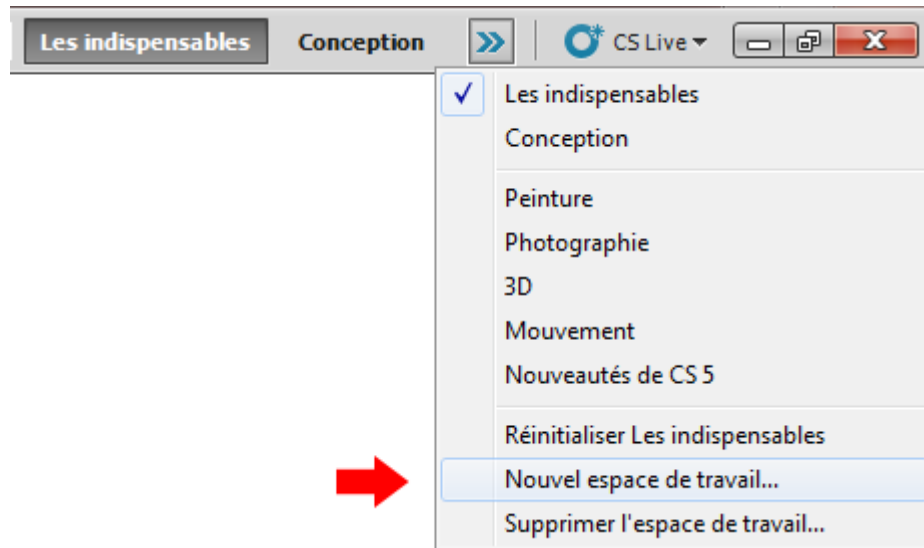 Les indispensables Conception CS Live
Les indispensables
Conception
Peinture
Photographie
3D
Mouvement
Nouveautés de CS 5
Réinitialiser Les indispensables
Nouvel espace de travail...
Supprimer l'espace de travail...